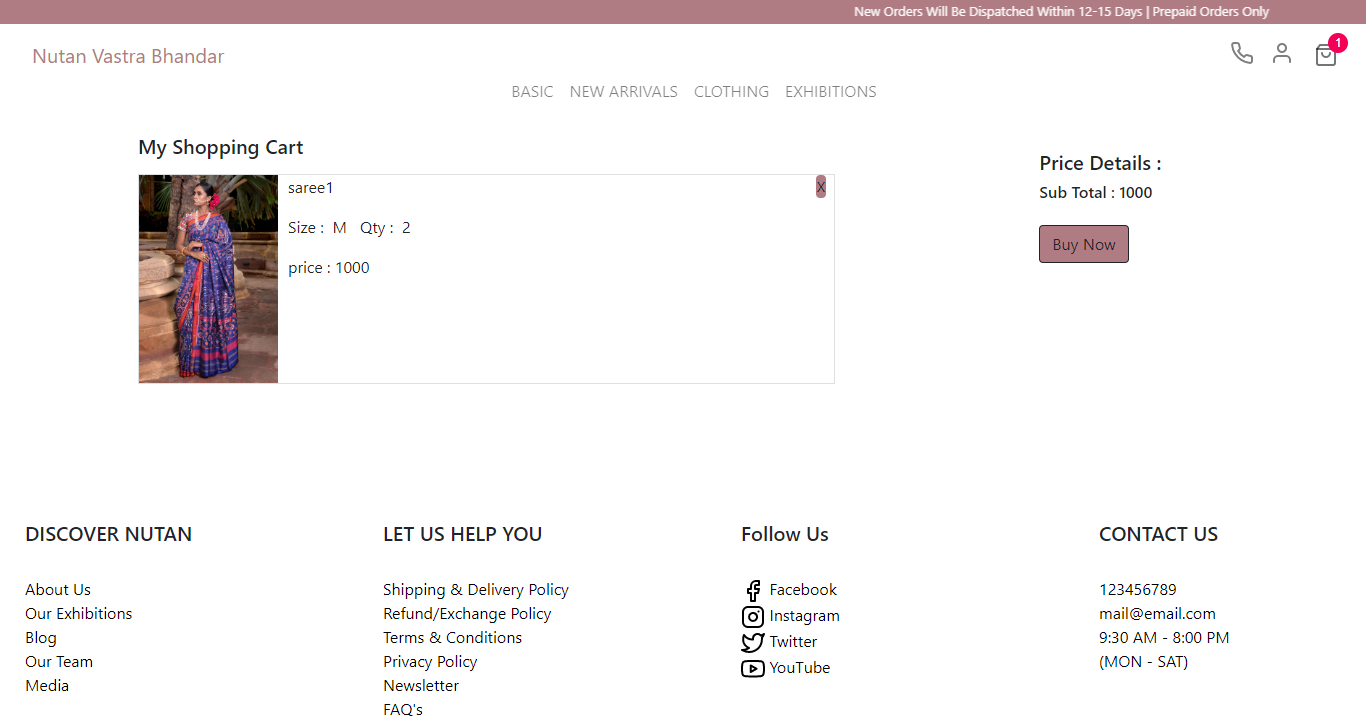 New Orders Will Be Dispatched Within 12-15 Days | Prepaid Orders Only
Nutan Vastra Bhandar
1
BASIC NEW ARRIVALS CLOTHING EXHIBITIONS
My Shopping Cart
saree1
X
Size : M Qty : 2
price : 1000
Price Details :
Sub Total : 1000
Buy Now
DISCOVER NUTAN
About Us
Our Exhibitions
Blog
Our Team
Media
LET US HELP YOU
Shipping & Delivery Policy
Refund/Exchange Policy
Terms & Conditions
Privacy Policy
Newsletter
FAQ's
Follow Us
Facebook
Instagram
Twitter
YouTube
CONTACT US
123456789
mail@email.com
9:30 AM - 8:00 PM
(MON - SAT)